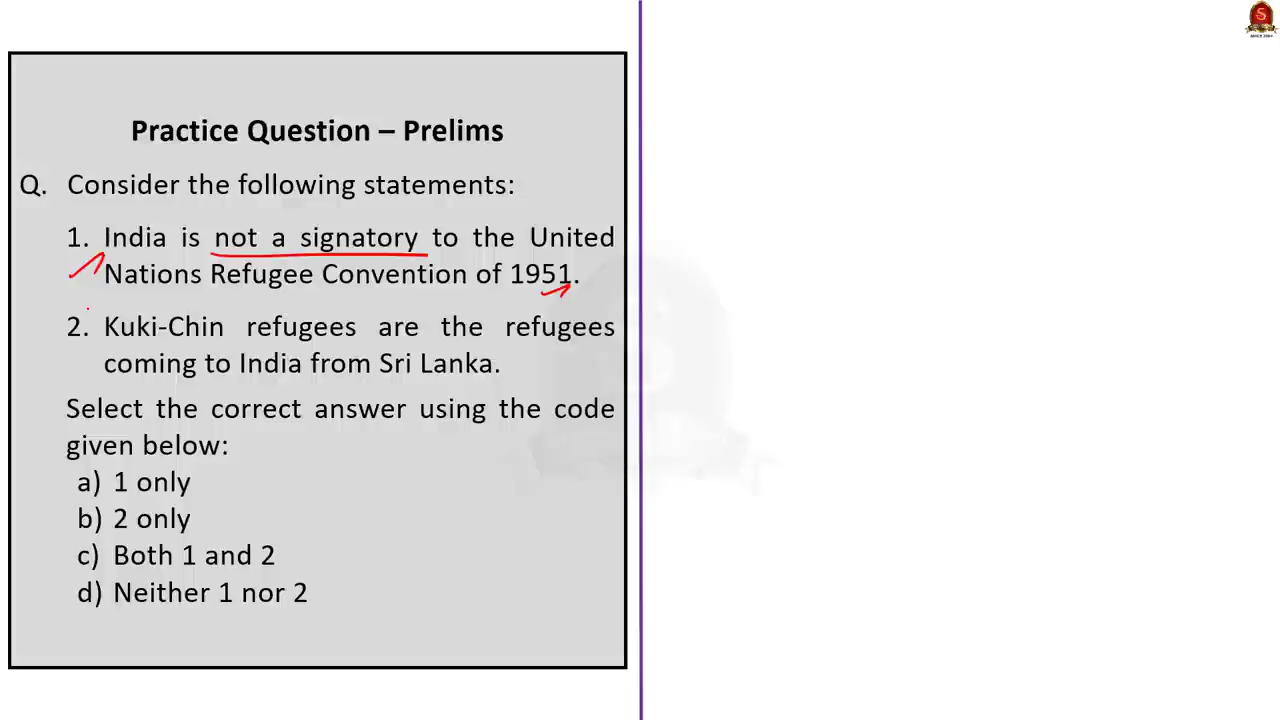 Practice Question – Prelims
Q. Consider the following statements:
1. India is not a signatory to the United
Nations Refugee Convention of 1951.
2. Kuki-Chin refugees are the refugees
coming to India from Sri Lanka.
Select the correct answer using the code
given below:
a) 1 only
b) 2 only
c) Both 1 and 2
d) Neither 1 nor 2